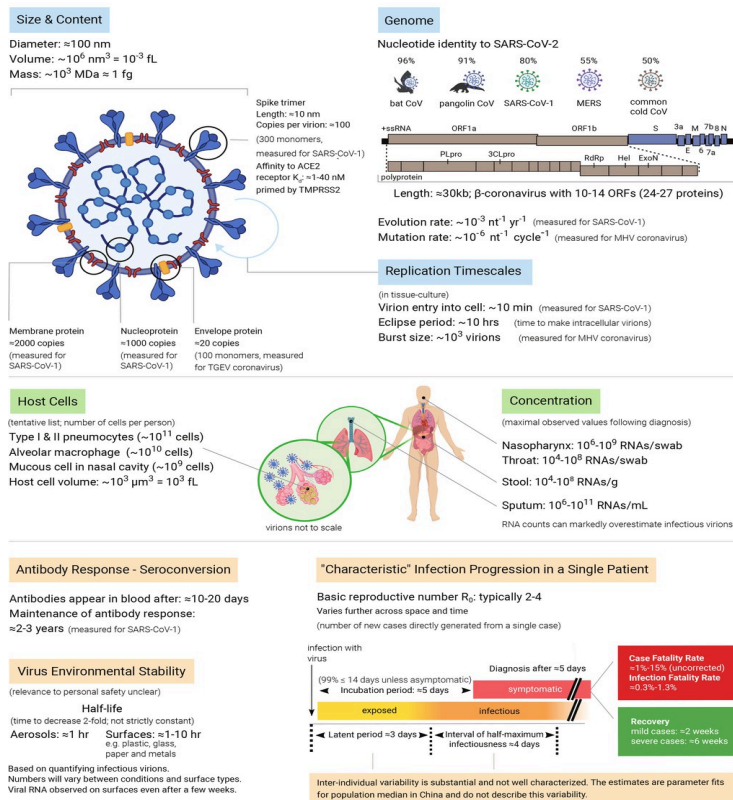 Size & Content
Diameter: ≈100 nm
Volume: ~10⁶ nm³ = 10⁻³ fL
Mass: ~10³ MDa ≈ 1 fg
Spike trimer
Length: ≈10 nm
Copies per virion: ≈100
(300 monomers,
measured for SARS-CoV-1)
Affinity to ACE2
receptor Kd: ≈1-40 nM
primed by TMPRSS2
Membrane protein
≈2000 copies
(measured for
SARS-CoV-1)
Nucleoprotein
≈1000 copies
(measured for
SARS-CoV-1)
Envelope protein
≈20 copies
(100 monomers, measured
for TGEV coronavirus)
Genome
Nucleotide identity to SARS-CoV-2
96% 91% 80% 55% 50%
bat CoV pangolin CoV SARS-CoV-1 MERS common
cold CoV
+ssRNA ORF1a ORF1b S 3a E M 6 7a 7b 8 N
PLpro 3CLpro RdRp Hel ExoN
polyprotein
Length: ≈30kb; β-coronavirus with 10-14 ORFs (24-27 proteins)
Evolution rate: ~10⁻³ nt⁻¹ yr⁻¹ (measured for SARS-CoV-1)
Mutation rate: ~10⁻⁶ nt⁻¹ cycle⁻¹ (measured for MHV coronavirus)
Replication Timescales
(in tissue-culture)
Virion entry into cell: ~10 min (measured for SARS-CoV-1)
Eclipse period: ~10 hrs (time to make intracellular virions)
Burst size: ~10³ virions (measured for MHV coronavirus)
Host Cells
(tentative list; number of cells per person)
Type I & II pneumocytes (~10¹¹ cells)
Alveolar macrophage (~10¹⁰ cells)
Mucous cell in nasal cavity (~10⁹ cells)
Host cell volume: ~10³ μm³ = 10³ fL
virions not to scale
Concentration
(maximal observed values following diagnosis)
Nasopharynx: 10⁶-10⁹ RNAs/swab
Throat: 10⁴-10⁸ RNAs/swab
Stool: 10⁴-10⁸ RNAs/g
Sputum: 10⁶-10¹¹ RNAs/mL
RNA counts can markedly overestimate infectious virions
Antibody Response - Seroconversion
Antibodies appear in blood after: ≈10-20 days
Maintenance of antibody response:
≈2-3 years (measured for SARS-CoV-1)
Virus Environmental Stability
(relevance to personal safety unclear)
Half-life
(time to decrease 2-fold; not strictly constant)
Aerosols: ≈1 hr Surfaces: ≈1-10 hr
e.g. plastic, glass,
paper and metals
Based on quantifying infectious virions.
Numbers will vary between conditions and surface types.
Viral RNA observed on surfaces even after a few weeks.
"Characteristic" Infection Progression in a Single Patient
Basic reproductive number R₀: typically 2-4
Varies further across space and time
(number of new cases directly generated from a single case)
infection with
virus
Diagnosis after ≈5 days
(99% ≤ 14 days unless asymptomatic)
Incubation period: ≈5 days
symptomatic
exposed infectious
Latent period ≈3 days
Interval of half-maximum
infectiousness ≈4 days
Case Fatality Rate
≈1%-15% (uncorrected)
Infection Fatality Rate
≈0.3%-1.3%
Recovery
mild cases: ≈2 weeks
severe cases: ≈6 weeks
Inter-individual variability is substantial and not well characterized. The estimates are parameter fits
for population median in China and do not describe this variability.